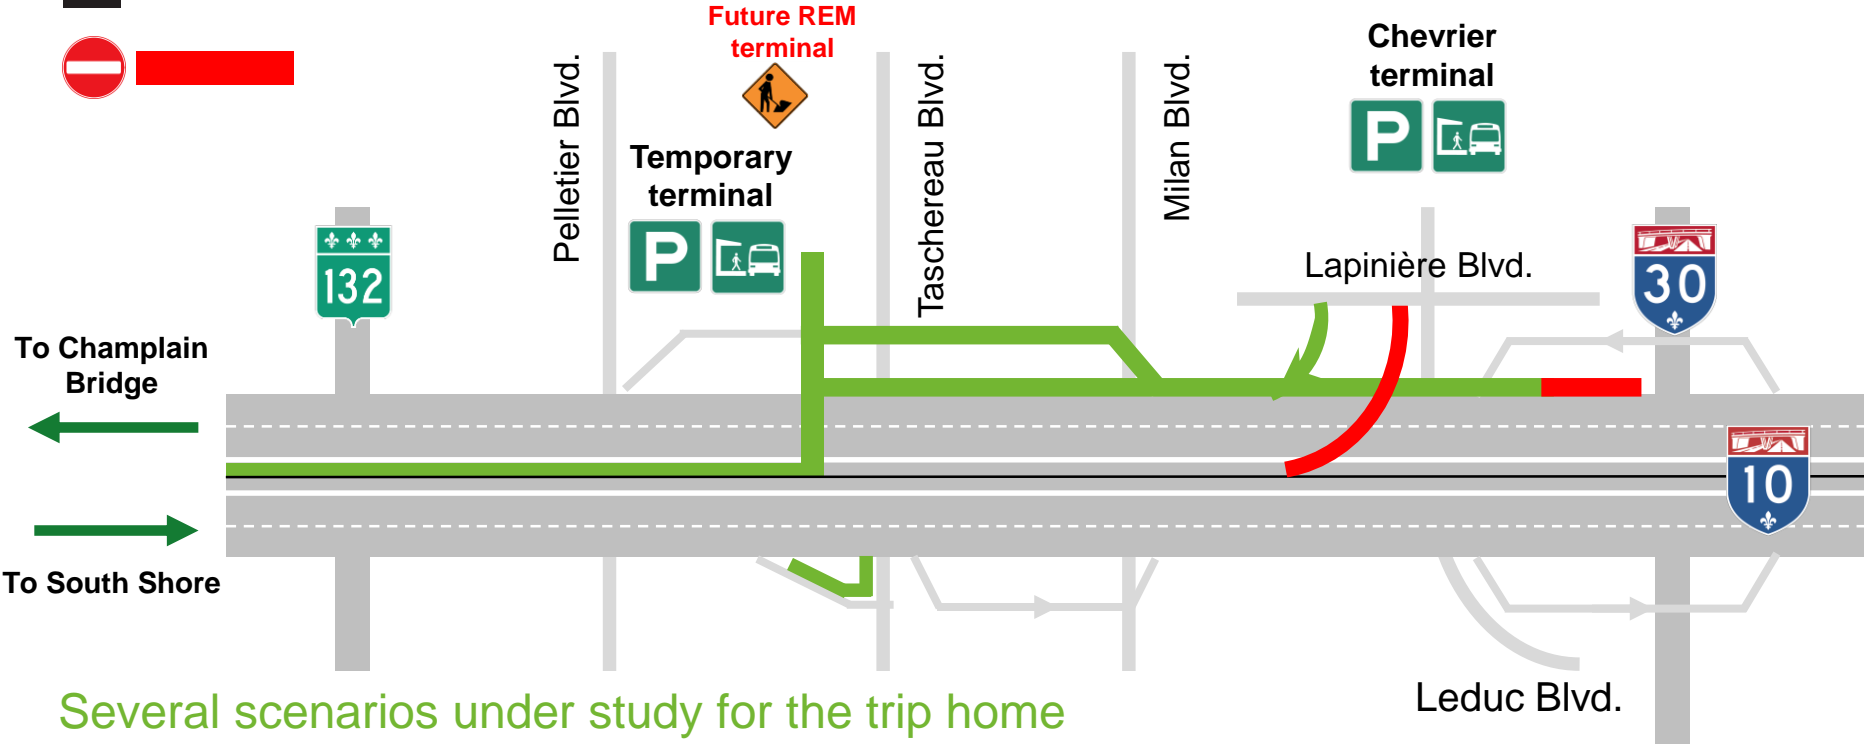 Future REM
terminal
Chevrier
terminal
P
Pelletier Blvd.
Temporary
terminal
P
Taschereau Blvd.
Milan Blvd.
132
Lapinière Blvd.
30
To Champlain
Bridge
10
To South Shore
Several scenarios under study for the trip home
Leduc Blvd.